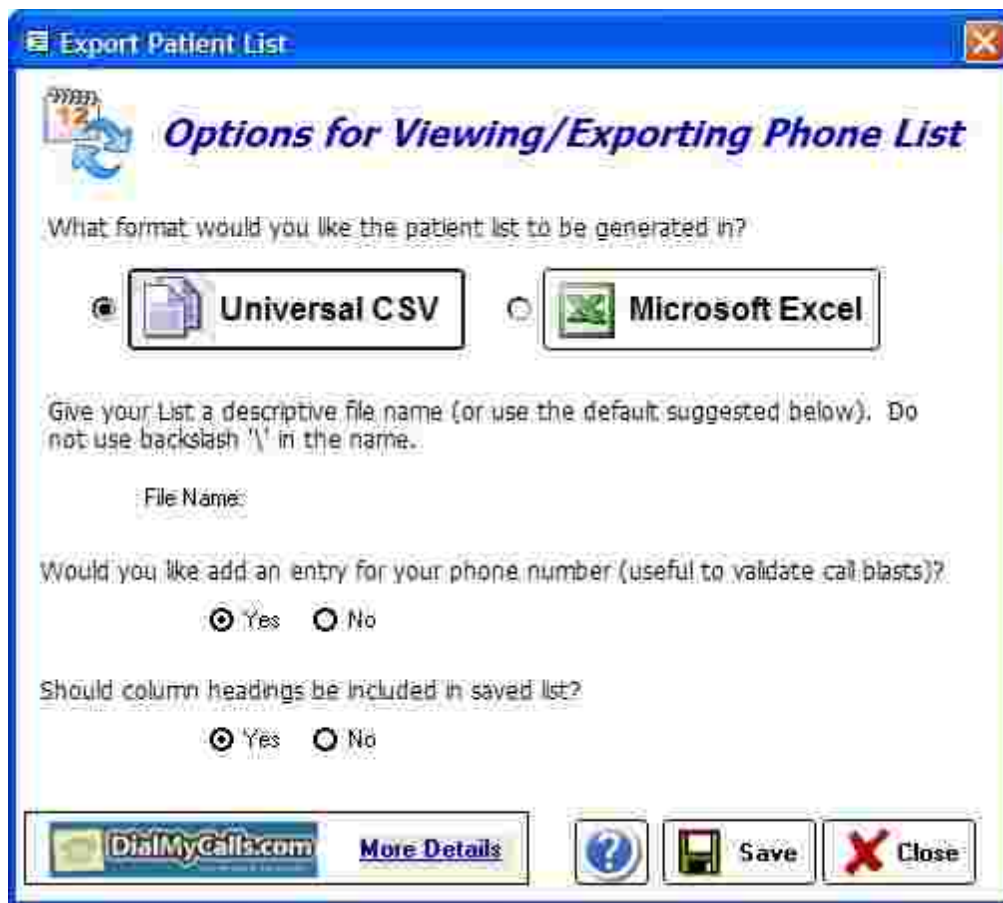 Export Patient List
12
Options for Viewing/Exporting Phone List
What format would you like the patient list to be generated in?
Universal CSV
Microsoft Excel
Give your List a descriptive file name (or use the default suggested below). Do
not use backslash '\' in the name.
File Name:
Would you like add an entry for your phone number (useful to validate call blasts)?
Yes No
Should column headings be included in saved list?
Yes No
DialMyCalls.com More Details ? Save Close